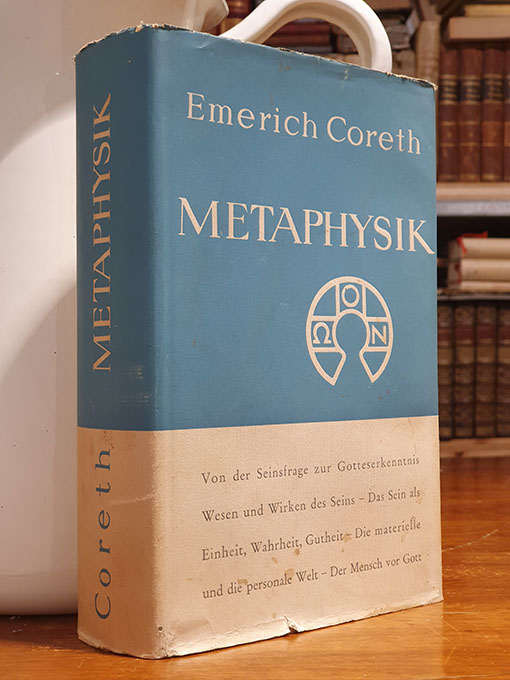 Emerich Coreth
METAPHYSIK
Ω O N
Von der Seinsfrage zur Gotteserkenntnis
Wesen und Wirken des Seins – Das Sein als
Einheit, Wahrheit, Gutheit – Die materielle
und die personale Welt – Der Mensch vor Gott
Coreth METAPHYSIK